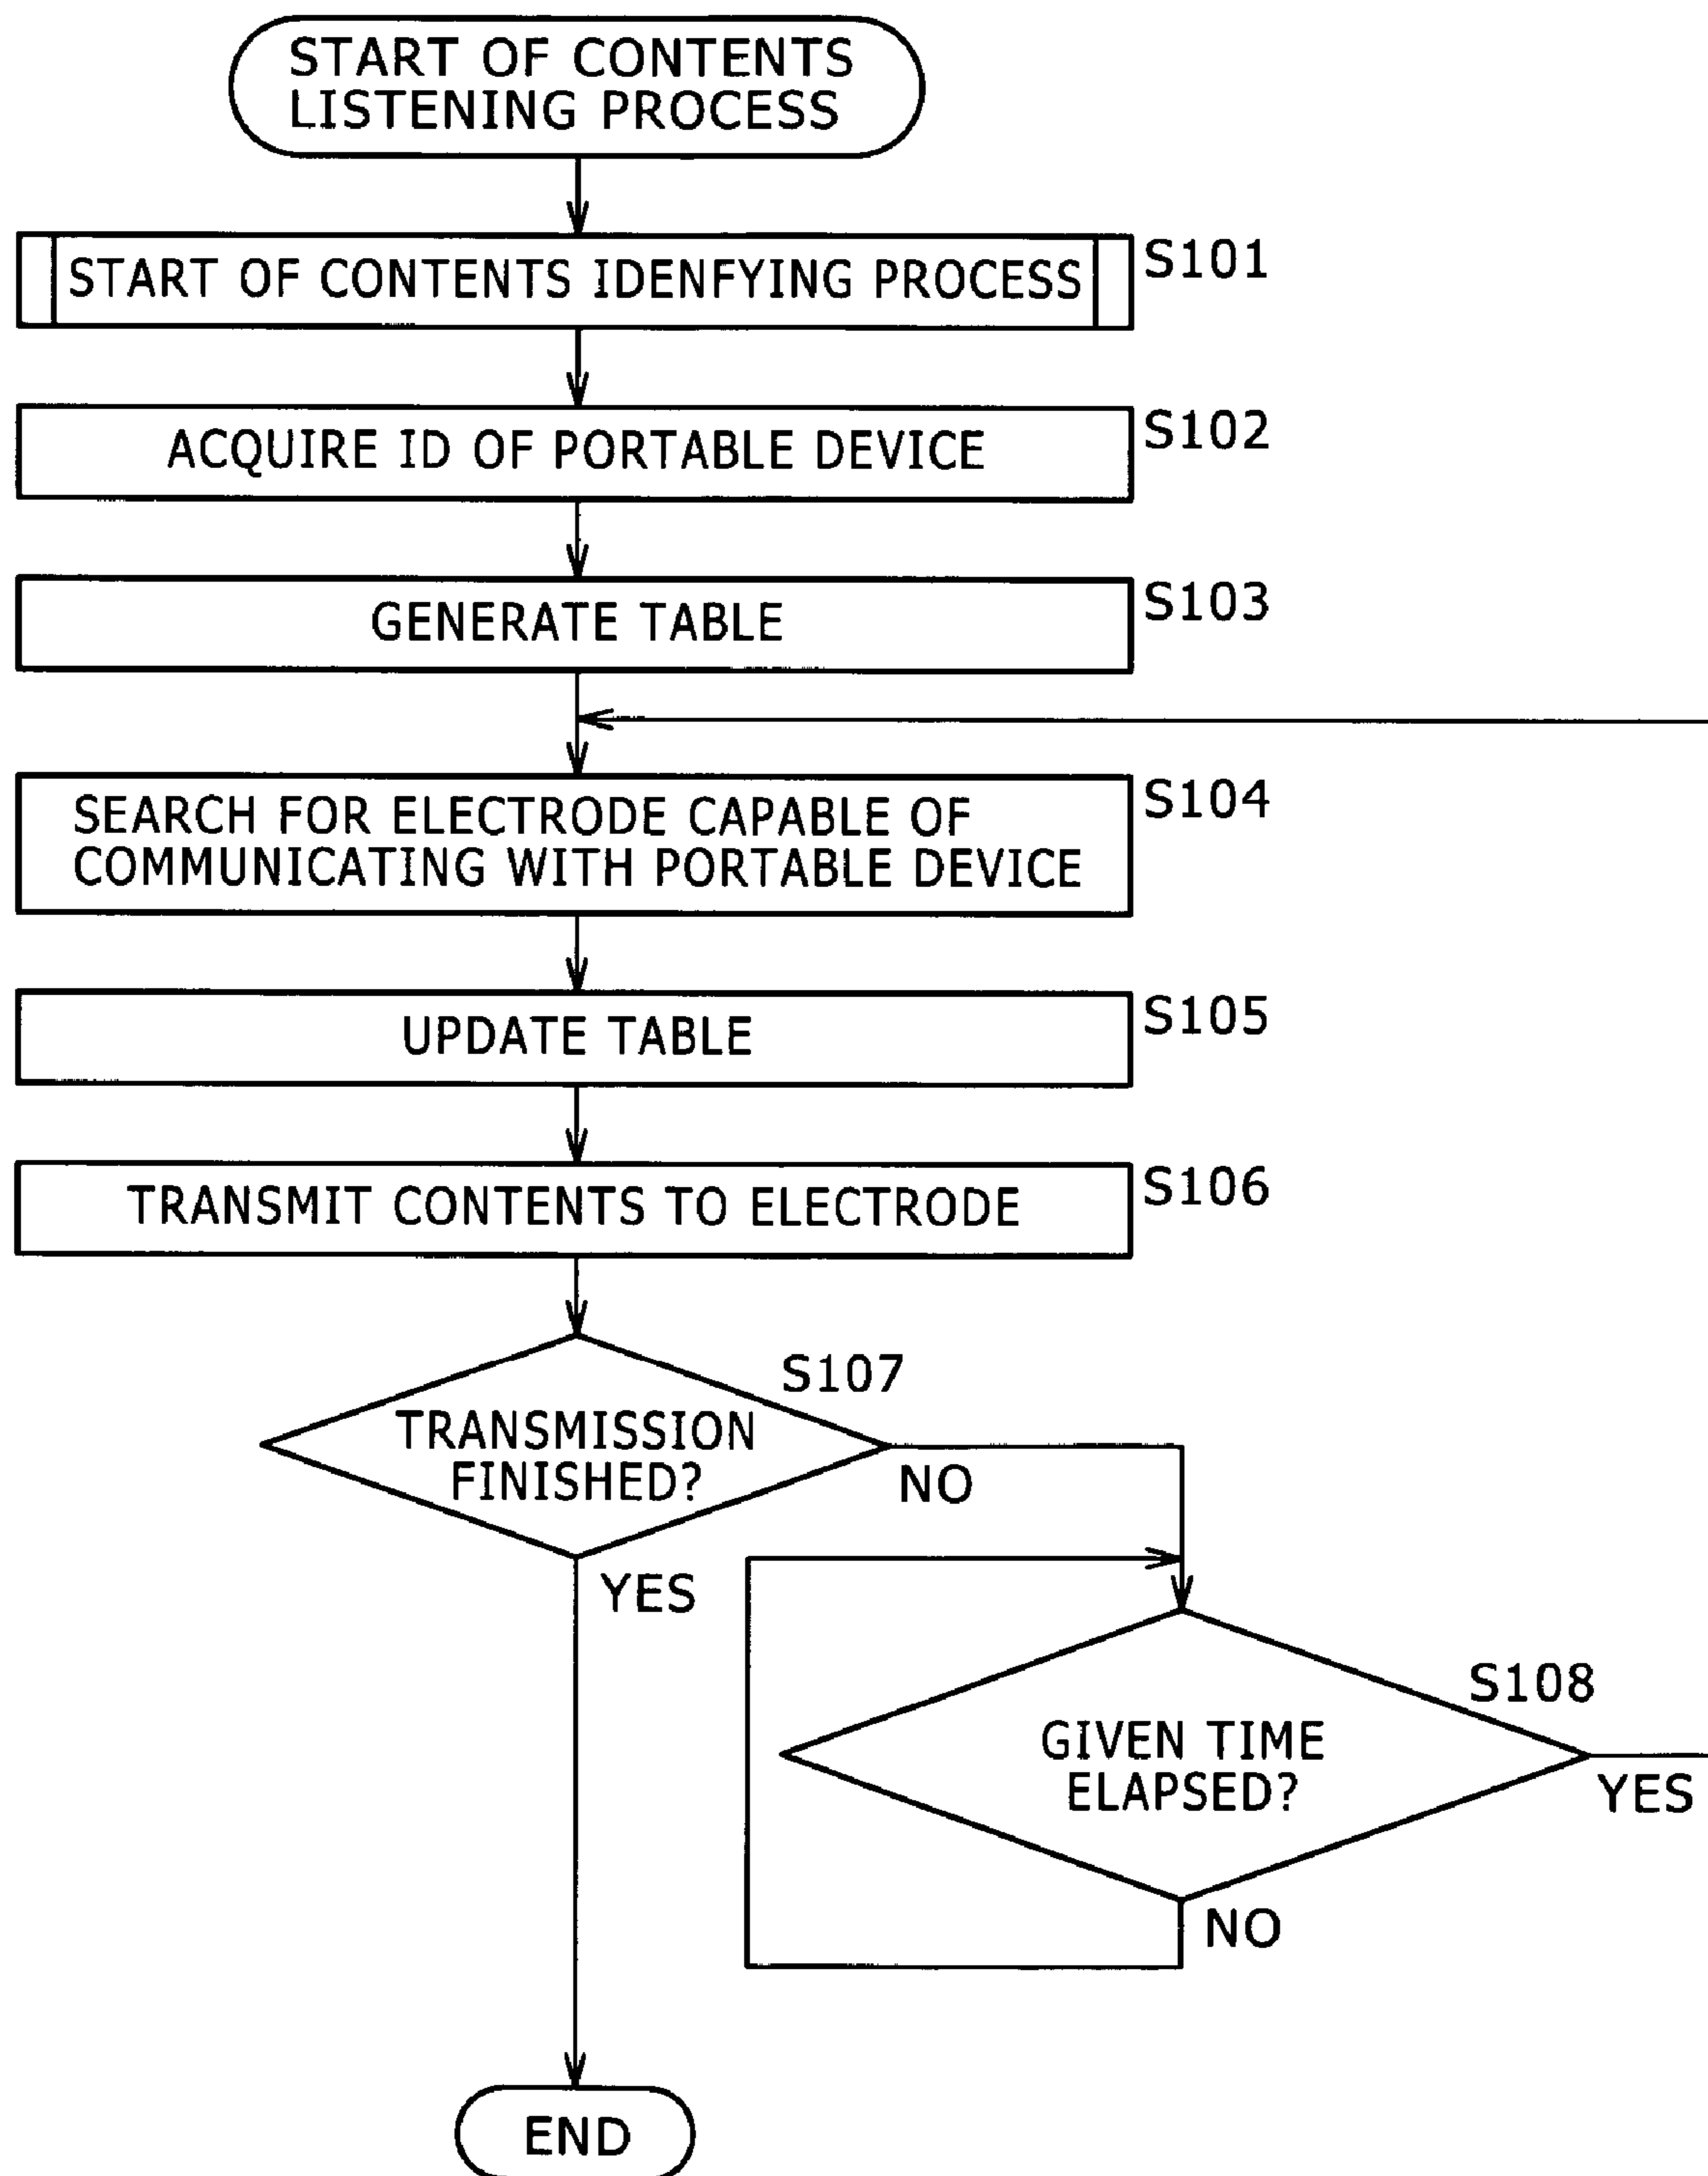 START OF CONTENTS
LISTENING PROCESS
START OF CONTENTS IDENFYING PROCESS
S101
ACQUIRE ID OF PORTABLE DEVICE
S102
GENERATE TABLE
S103
SEARCH FOR ELECTRODE CAPABLE OF
COMMUNICATING WITH PORTABLE DEVICE
S104
UPDATE TABLE
S105
TRANSMIT CONTENTS TO ELECTRODE
S106
S107
TRANSMISSION
FINISHED?
NO
YES
S108
GIVEN TIME
ELAPSED?
YES
NO
END